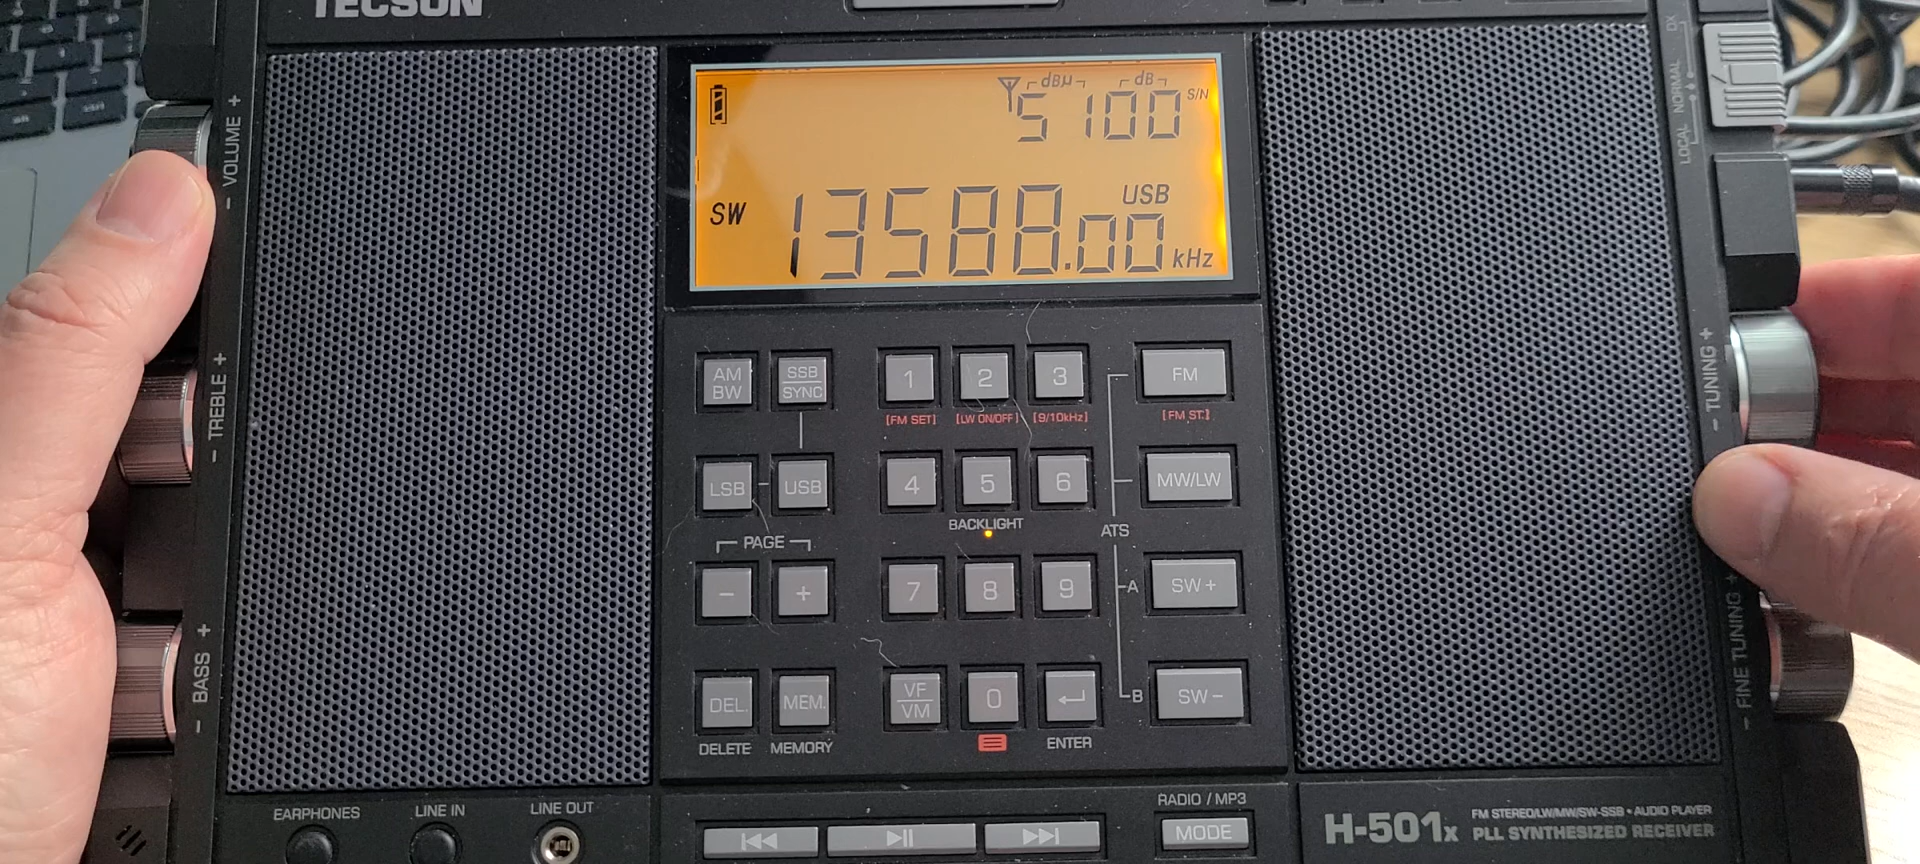 TECSUN
dBµ dB
5 100 S/N
SW 13588.00 USB kHz
- VOLUME +
- TREBLE +
- BASS +
LOCAL NORMAL DX
- TUNING +
- FINE TUNING +
AM BW
SSB SYNC
1 2 3
FM
[FM SET] [LW ON/OFF] [9/10kHz]
[FM ST.]
LSB USB
4 5 6
MW/LW
BACKLIGHT
ATS
PAGE
- +
7 8 9
A
SW+
DEL. MEM.
VF VM
0
B
SW-
DELETE MEMORY
ENTER
EARPHONES LINE IN LINE OUT
RADIO / MP3
MODE
H-501x
FM STEREO/LW/MW/SW-SSB • AUDIO PLAYER
PLL SYNTHESIZED RECEIVER